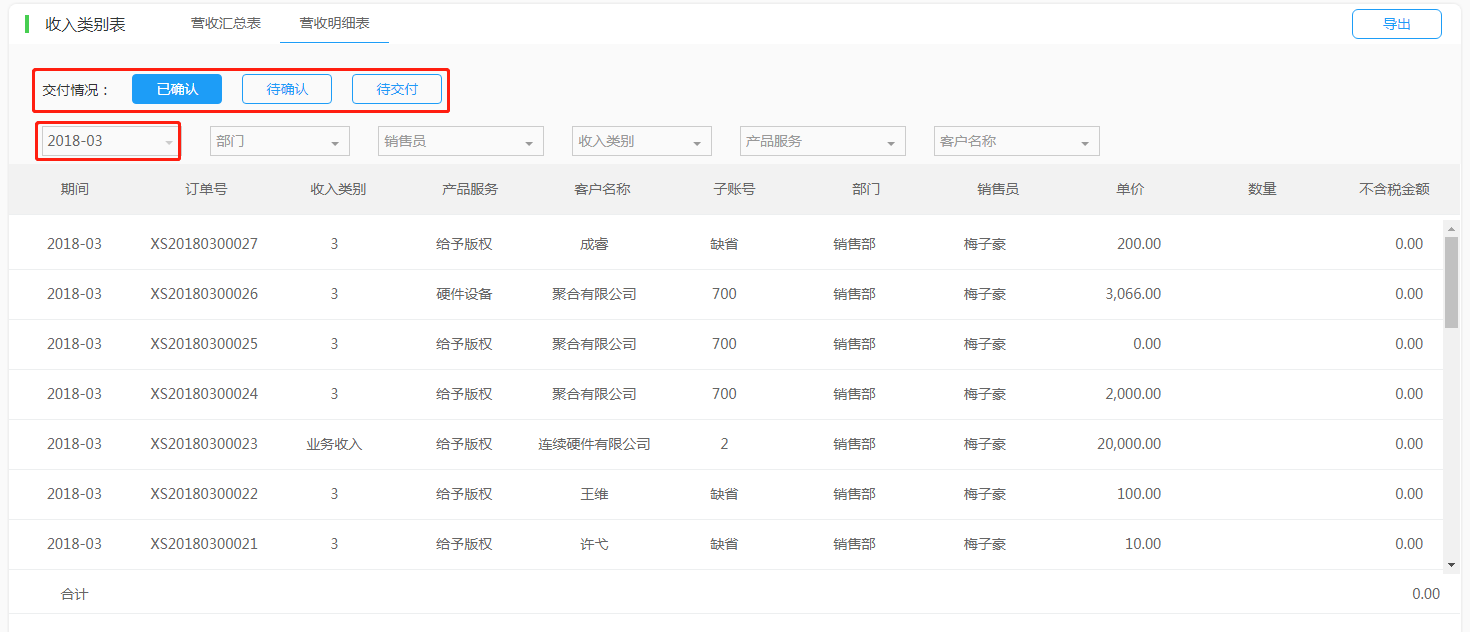 收入类别表 营收汇总表 营收明细表 导出
交付情况： 已确认 待确认 待交付
2018-03 部门 销售员 收入类别 产品服务 客户名称
期间 订单号 收入类别 产品服务 客户名称 子账号 部门 销售员 单价 数量 不含税金额
2018-03 XS20180300027 3 给予版权 成睿 缺省 销售部 梅子豪 200.00 0.00
2018-03 XS20180300026 3 硬件设备 聚合有限公司 700 销售部 梅子豪 3,066.00 0.00
2018-03 XS20180300025 3 给予版权 聚合有限公司 700 销售部 梅子豪 0.00 0.00
2018-03 XS20180300024 3 给予版权 聚合有限公司 700 销售部 梅子豪 2,000.00 0.00
2018-03 XS20180300023 业务收入 给予版权 连续硬件有限公司 2 销售部 梅子豪 20,000.00 0.00
2018-03 XS20180300022 3 给予版权 王维 缺省 销售部 梅子豪 100.00 0.00
2018-03 XS20180300021 3 给予版权 许弋 缺省 销售部 梅子豪 10.00 0.00
合计 0.00